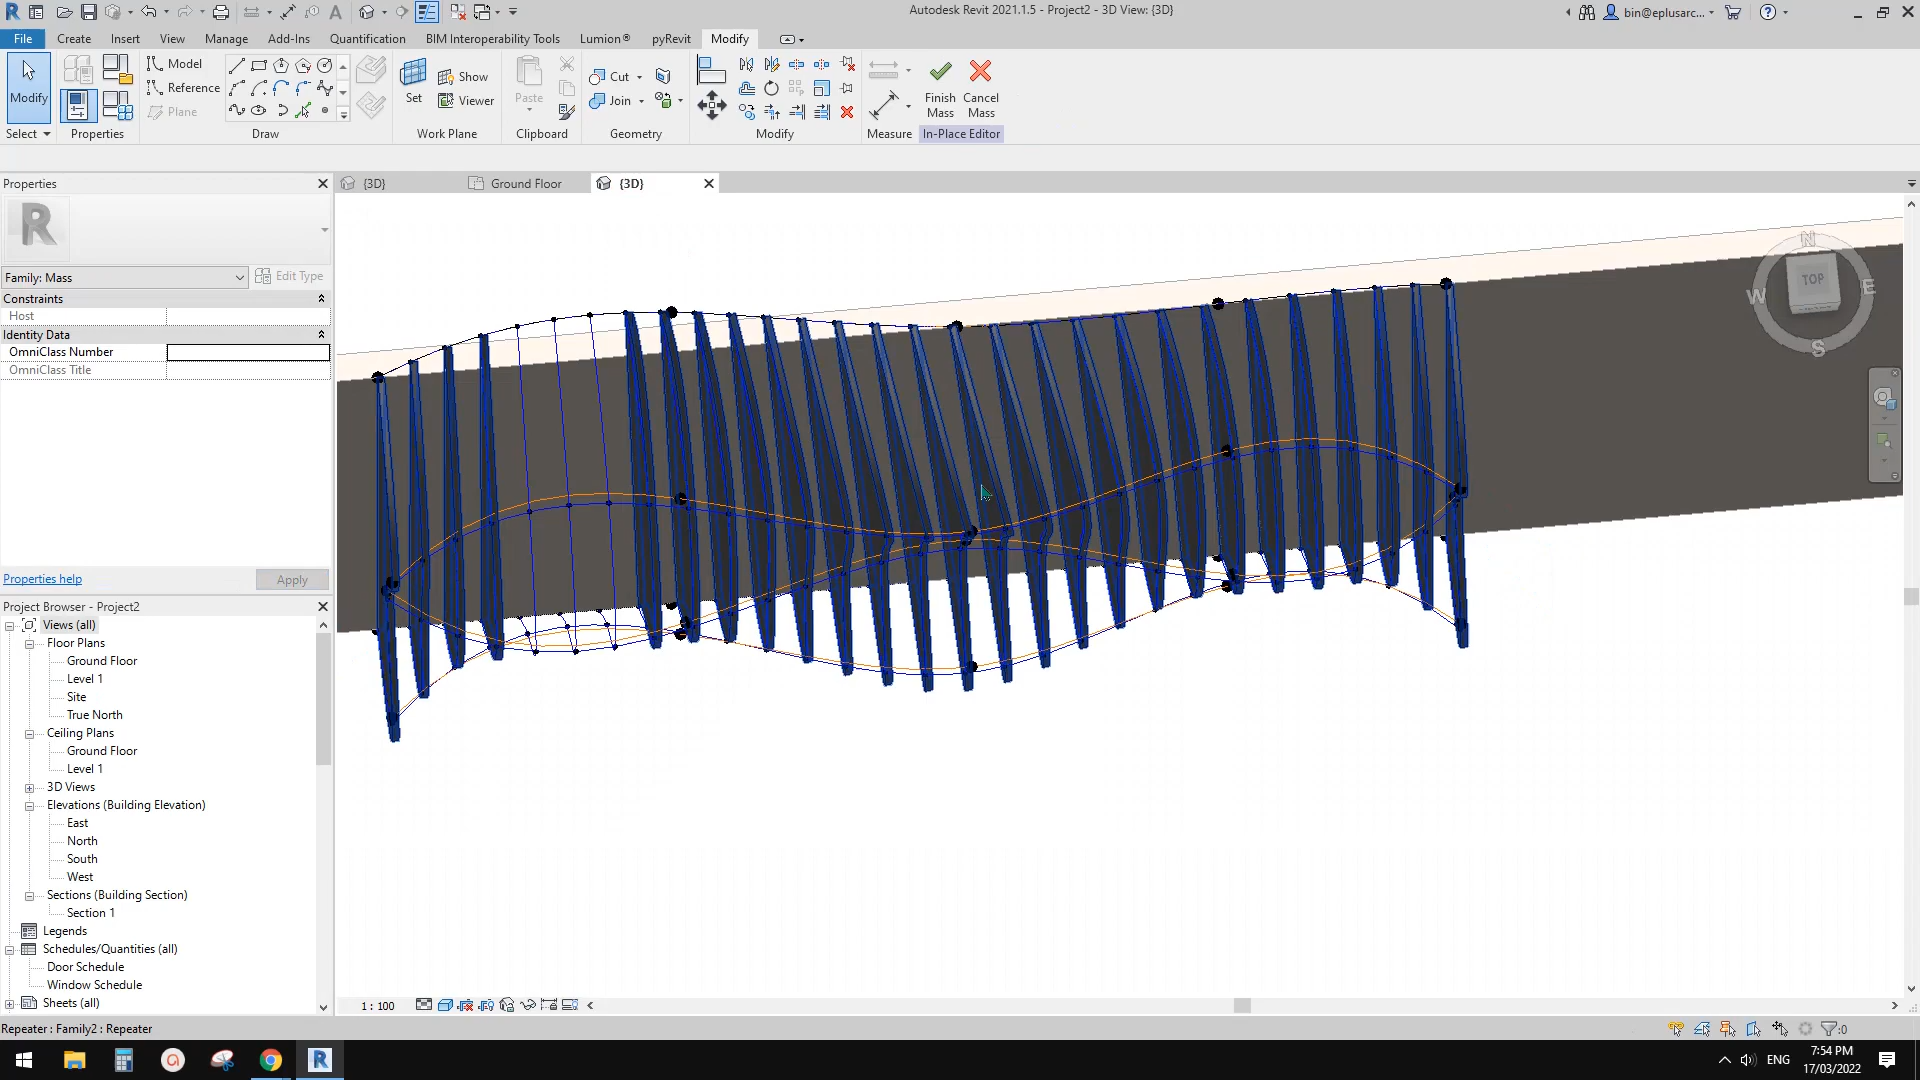 Autodesk Revit 2021.1.5 - Project2 - 3D View: {3D}
bin@eplusarc...
File Create Insert View Manage Add-Ins Quantification BIM Interoperability Tools Lumion® pyRevit Modify
Modify
Model
Reference
Plane
Set
Show
Viewer
Paste
Cut
Join
Finish
Mass
Cancel
Mass
Select Properties Draw Work Plane Clipboard Geometry Modify Measure In-Place Editor
Properties
{3D}
Ground Floor
{3D}
R
Family: Mass
Edit Type
Constraints
Host
Identity Data
OmniClass Number
OmniClass Title
Properties help
Apply
Project Browser - Project2
Views (all)
Floor Plans
Ground Floor
Level 1
Site
True North
Ceiling Plans
Ground Floor
Level 1
3D Views
Elevations (Building Elevation)
East
North
South
West
Sections (Building Section)
Section 1
Legends
Schedules/Quantities (all)
Door Schedule
Window Schedule
Sheets (all)
N
W
TOP
E
S
1 : 100
Repeater : Family2 : Repeater
:0
ENG
7:54 PM
17/03/2022